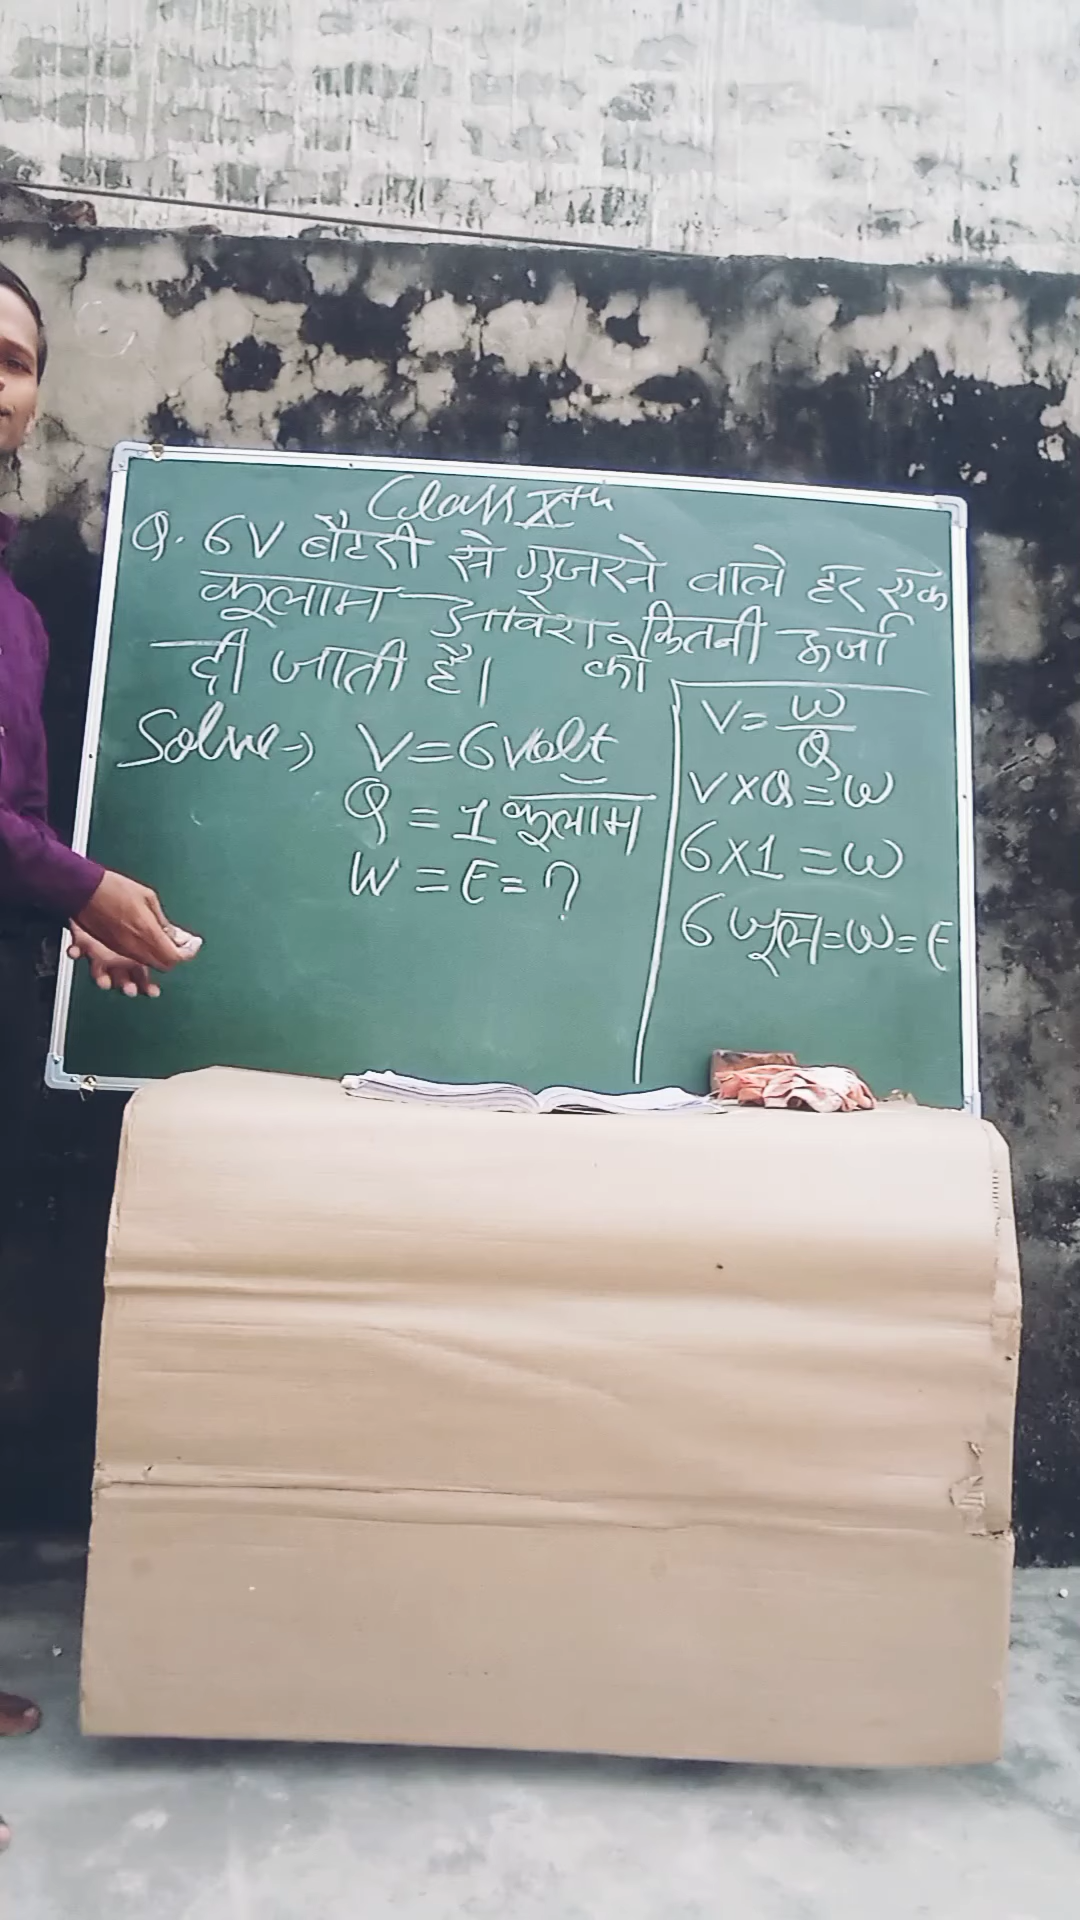 Class Xth
Q. 6V बैटरी से गुजरने वाले हर एक
कूलाम आवेश को कितनी ऊर्जा
दी जाती है।
Solve→ V=6Volt
Q = 1 कूलाम
W = E = ?
V = W/Q
V×Q=W
6×1=W
6 जूल=W=E